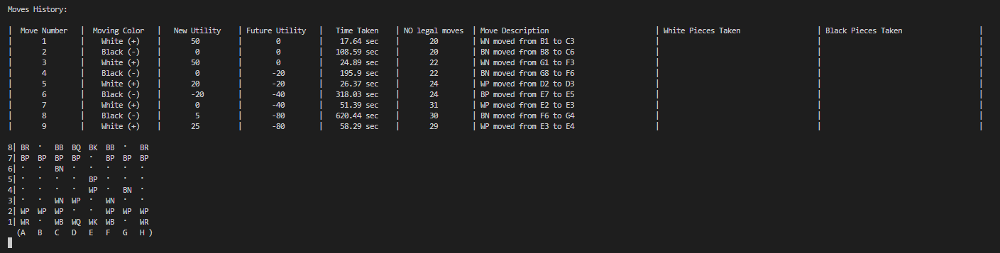 Moves History:
| Move Number | Moving Color | New Utility | Future Utility | Time Taken | NO legal moves | Move Description | White Pieces Taken | Black Pieces Taken |
| 1 | White (+) | 50 | 0 | 17.64 sec | 20 | WN moved from B1 to C3 | | |
| 2 | Black (-) | 0 | 0 | 108.59 sec | 20 | BN moved from B8 to C6 | | |
| 3 | White (+) | 50 | 0 | 24.89 sec | 22 | WN moved from G1 to F3 | | |
| 4 | Black (-) | 0 | -20 | 195.9 sec | 22 | BN moved from G8 to F6 | | |
| 5 | White (+) | 20 | -20 | 26.37 sec | 24 | WP moved from D2 to D3 | | |
| 6 | Black (-) | -20 | -40 | 318.03 sec | 24 | BP moved from E7 to E5 | | |
| 7 | White (+) | 0 | -40 | 51.39 sec | 31 | WP moved from E2 to E3 | | |
| 8 | Black (-) | 5 | -80 | 620.44 sec | 30 | BN moved from F6 to G4 | | |
| 9 | White (+) | 25 | -80 | 58.29 sec | 29 | WP moved from E3 to E4 | | |
8| BR · BB BQ BK BB · BR
7| BP BP BP BP · BP BP BP
6| · · BN · · · · ·
5| · · · · BP · · ·
4| · · · · WP · BN ·
3| · · WN WP · WN · ·
2| WP WP WP · · WP WP WP
1| WR · WB WQ WK WB · WR
(A B C D E F G H )